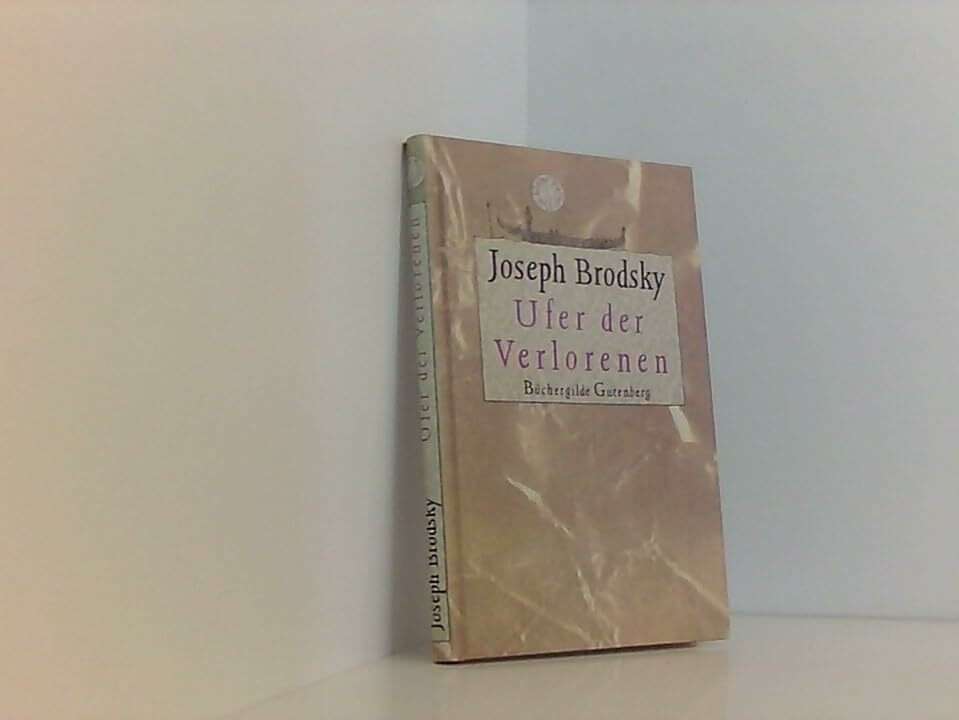 Joseph Brodsky
Ufer der
Verlorenen
Büchergilde Gutenberg
Joseph Brodsky
Ufer der Verlorenen